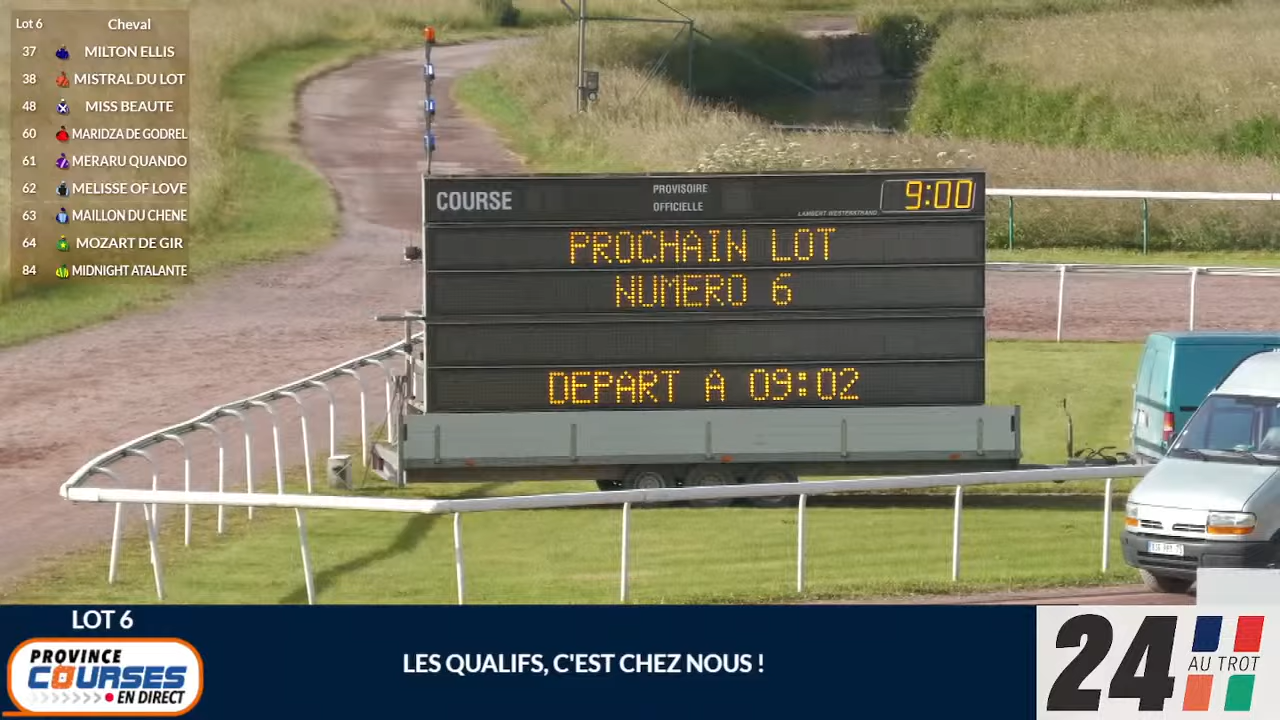 Lot 6 Cheval
37 MILTON ELLIS
38 MISTRAL DU LOT
48 MISS BEAUTE
60 MARIDZA DE GODREL
61 MERARU QUANDO
62 MELISSE OF LOVE
63 MAILLON DU CHENE
64 MOZART DE GIR
84 MIDNIGHT ATALANTE
COURSE
PROVISOIRE
OFFICIELLE
9:00
PROCHAIN LOT
NUMERO 6
DEPART A 09:02
LOT 6
PROVINCE
COURSES
EN DIRECT
LES QUALIFS, C'EST CHEZ NOUS !
24
AU TROT